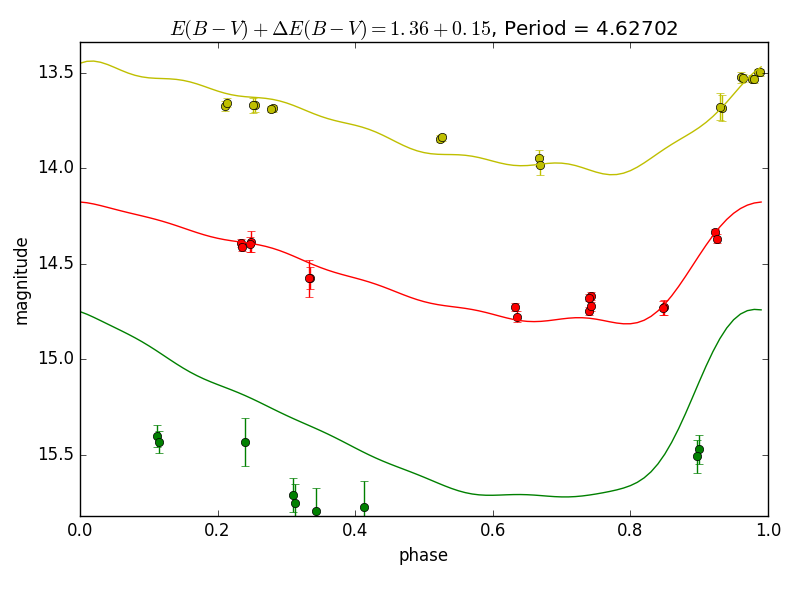 E(B − V) + ΔE(B − V) = 1.36 + 0.15, Period = 4.62702
13.5
14.0
14.5
15.0
15.5
magnitude
0.0 0.2 0.4 0.6 0.8 1.0
phase